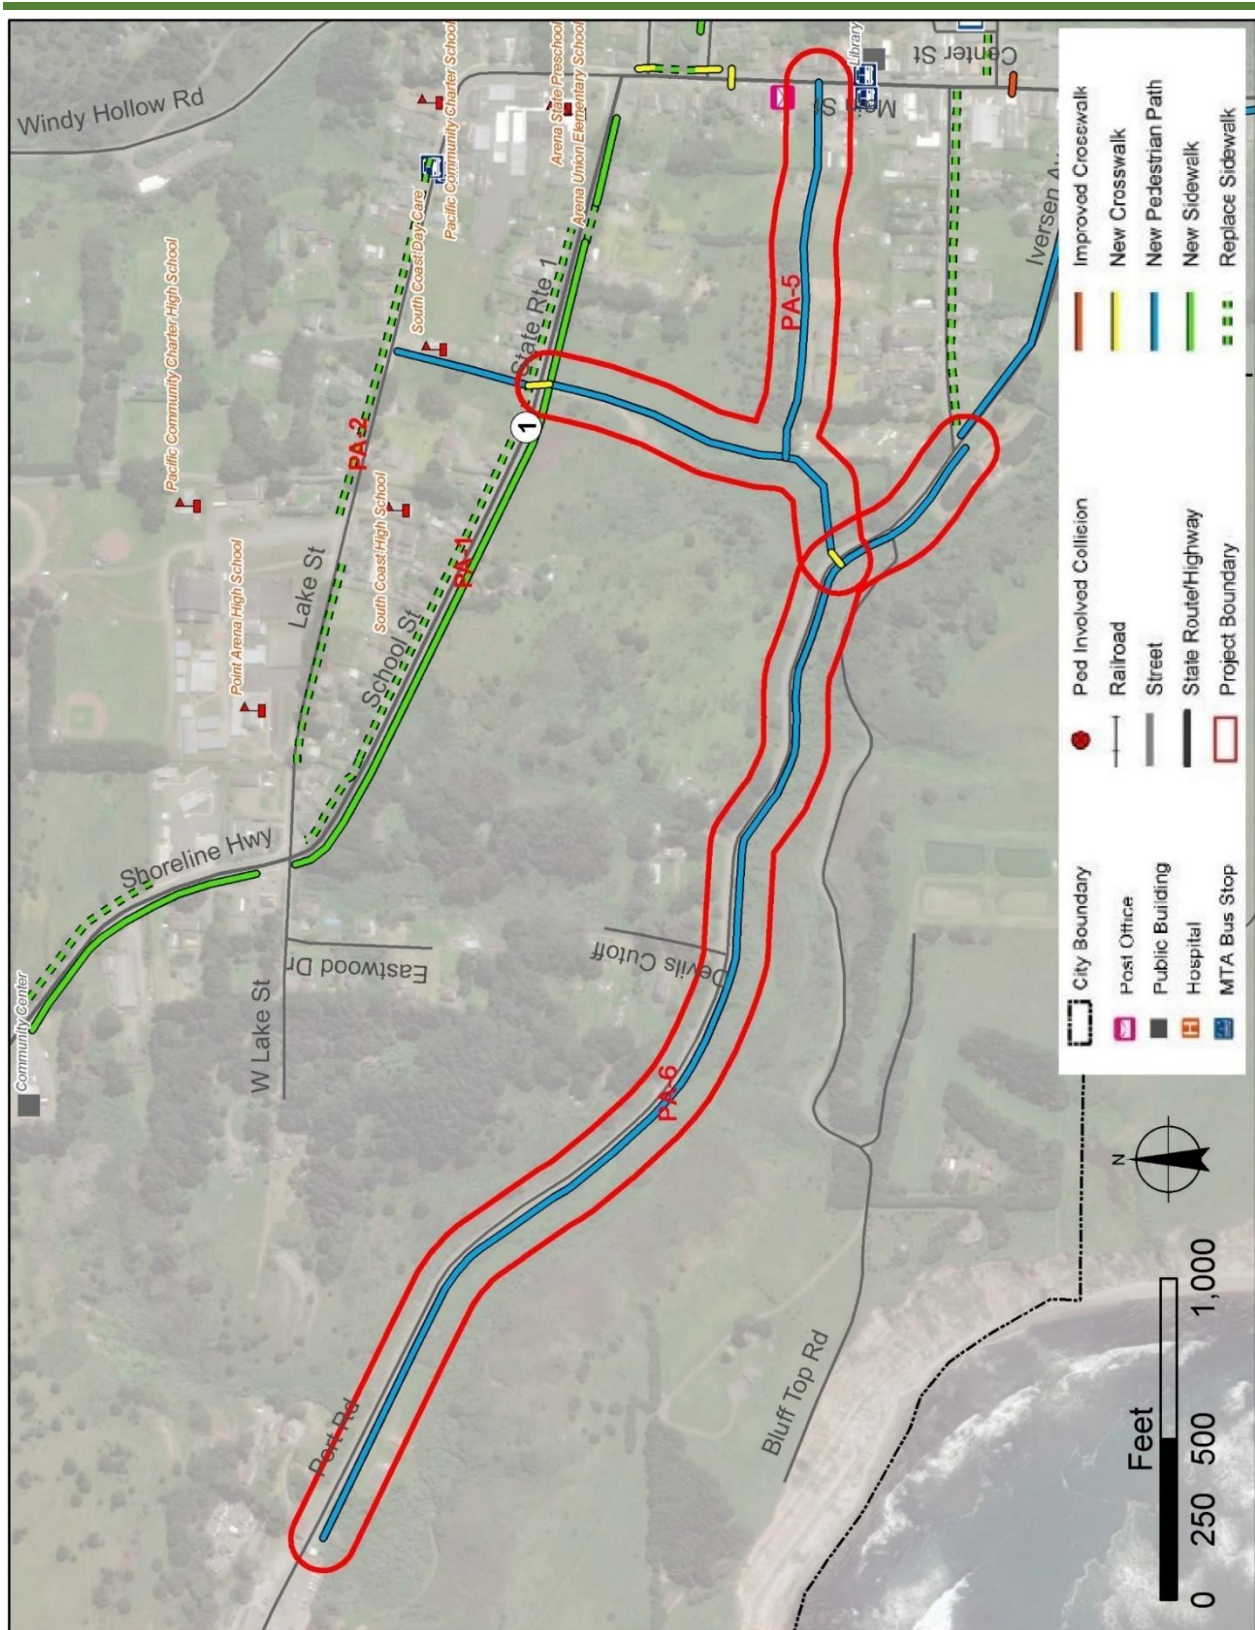 Community Center
Shoreline Hwy
Windy Hollow Rd
Point Arena High School
Pacific Community Charter High School
South Coast High School
South Coast Day Care
Pacific Community Charter School
Arena State Preschool
Arena Union Elementary School
W Lake St
Eastwood Dr
Lake St
PA-2
School St
PA-1
State Rte 1
1
Port Rd
PA-6
Devils Cutoff
PA-5
Main St
Library
Center St
Iversen Av
Bluff Top Rd
Feet
0 250 500 1,000
N
City Boundary
Post Office
Public Building
Hospital
H
MTA Bus Stop
Ped Involved Collision
Railroad
Street
State Route/Highway
Project Boundary
Improved Crosswalk
New Crosswalk
New Pedestrian Path
New Sidewalk
Replace Sidewalk